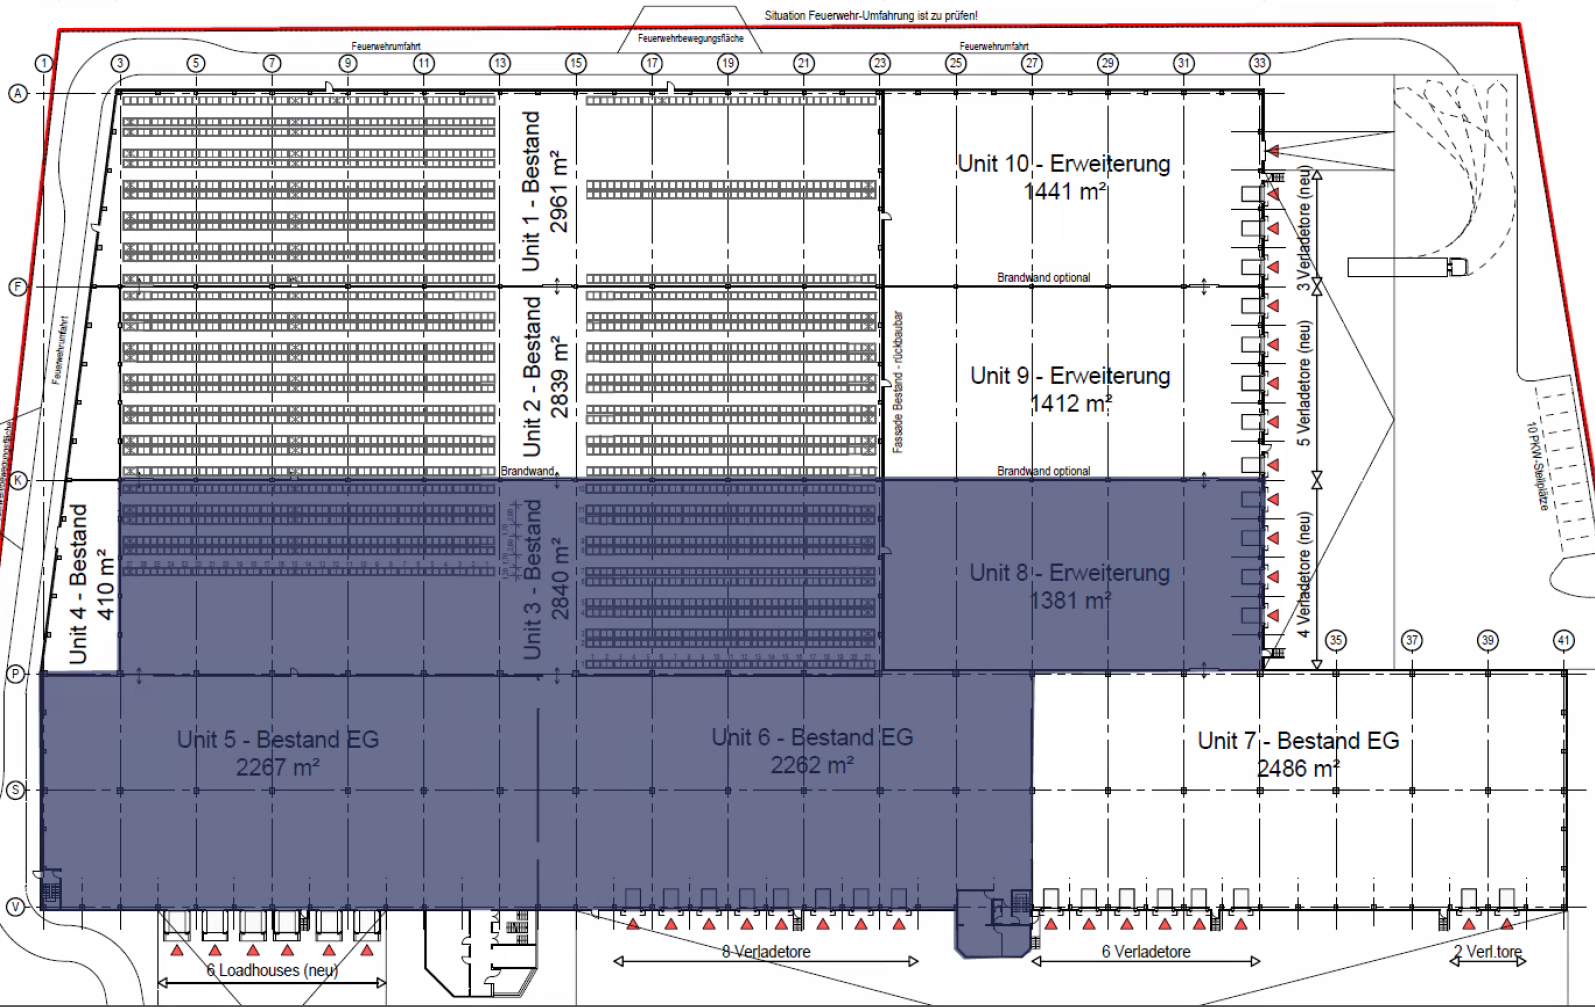 Situation Feuerwehr-Umfahrung ist zu prüfen!
Feuerwehrumfahrt
Feuerwehrbewegungsfläche
Feuerwehrumfahrt
1 3 5 7 9 11 13 15 17 19 21 23 25 27 29 31 33
A
Unit 1 - Bestand
2961 m²
Unit 10 - Erweiterung
1441 m²
3 Verladetore (neu)
Brandwand optional
F
Feuerwehrumfahrt
Unit 2 - Bestand
2839 m²
Fassade Bestand - rückbaubar
Unit 9 - Erweiterung
1412 m²
5 Verladetore (neu)
10 PKW-Stellplätze
Brandwand
Brandwand optional
K
Unit 4 - Bestand
410 m²
Unit 3 - Bestand
2840 m²
Unit 8 - Erweiterung
1381 m²
4 Verladetore (neu)
35 37 39 41
P
Unit 5 - Bestand EG
2267 m²
Unit 6 - Bestand EG
2262 m²
Unit 7 - Bestand EG
2486 m²
S
V
6 Loadhouses (neu)
8 Verladetore
6 Verladetore
2 Verl.tore